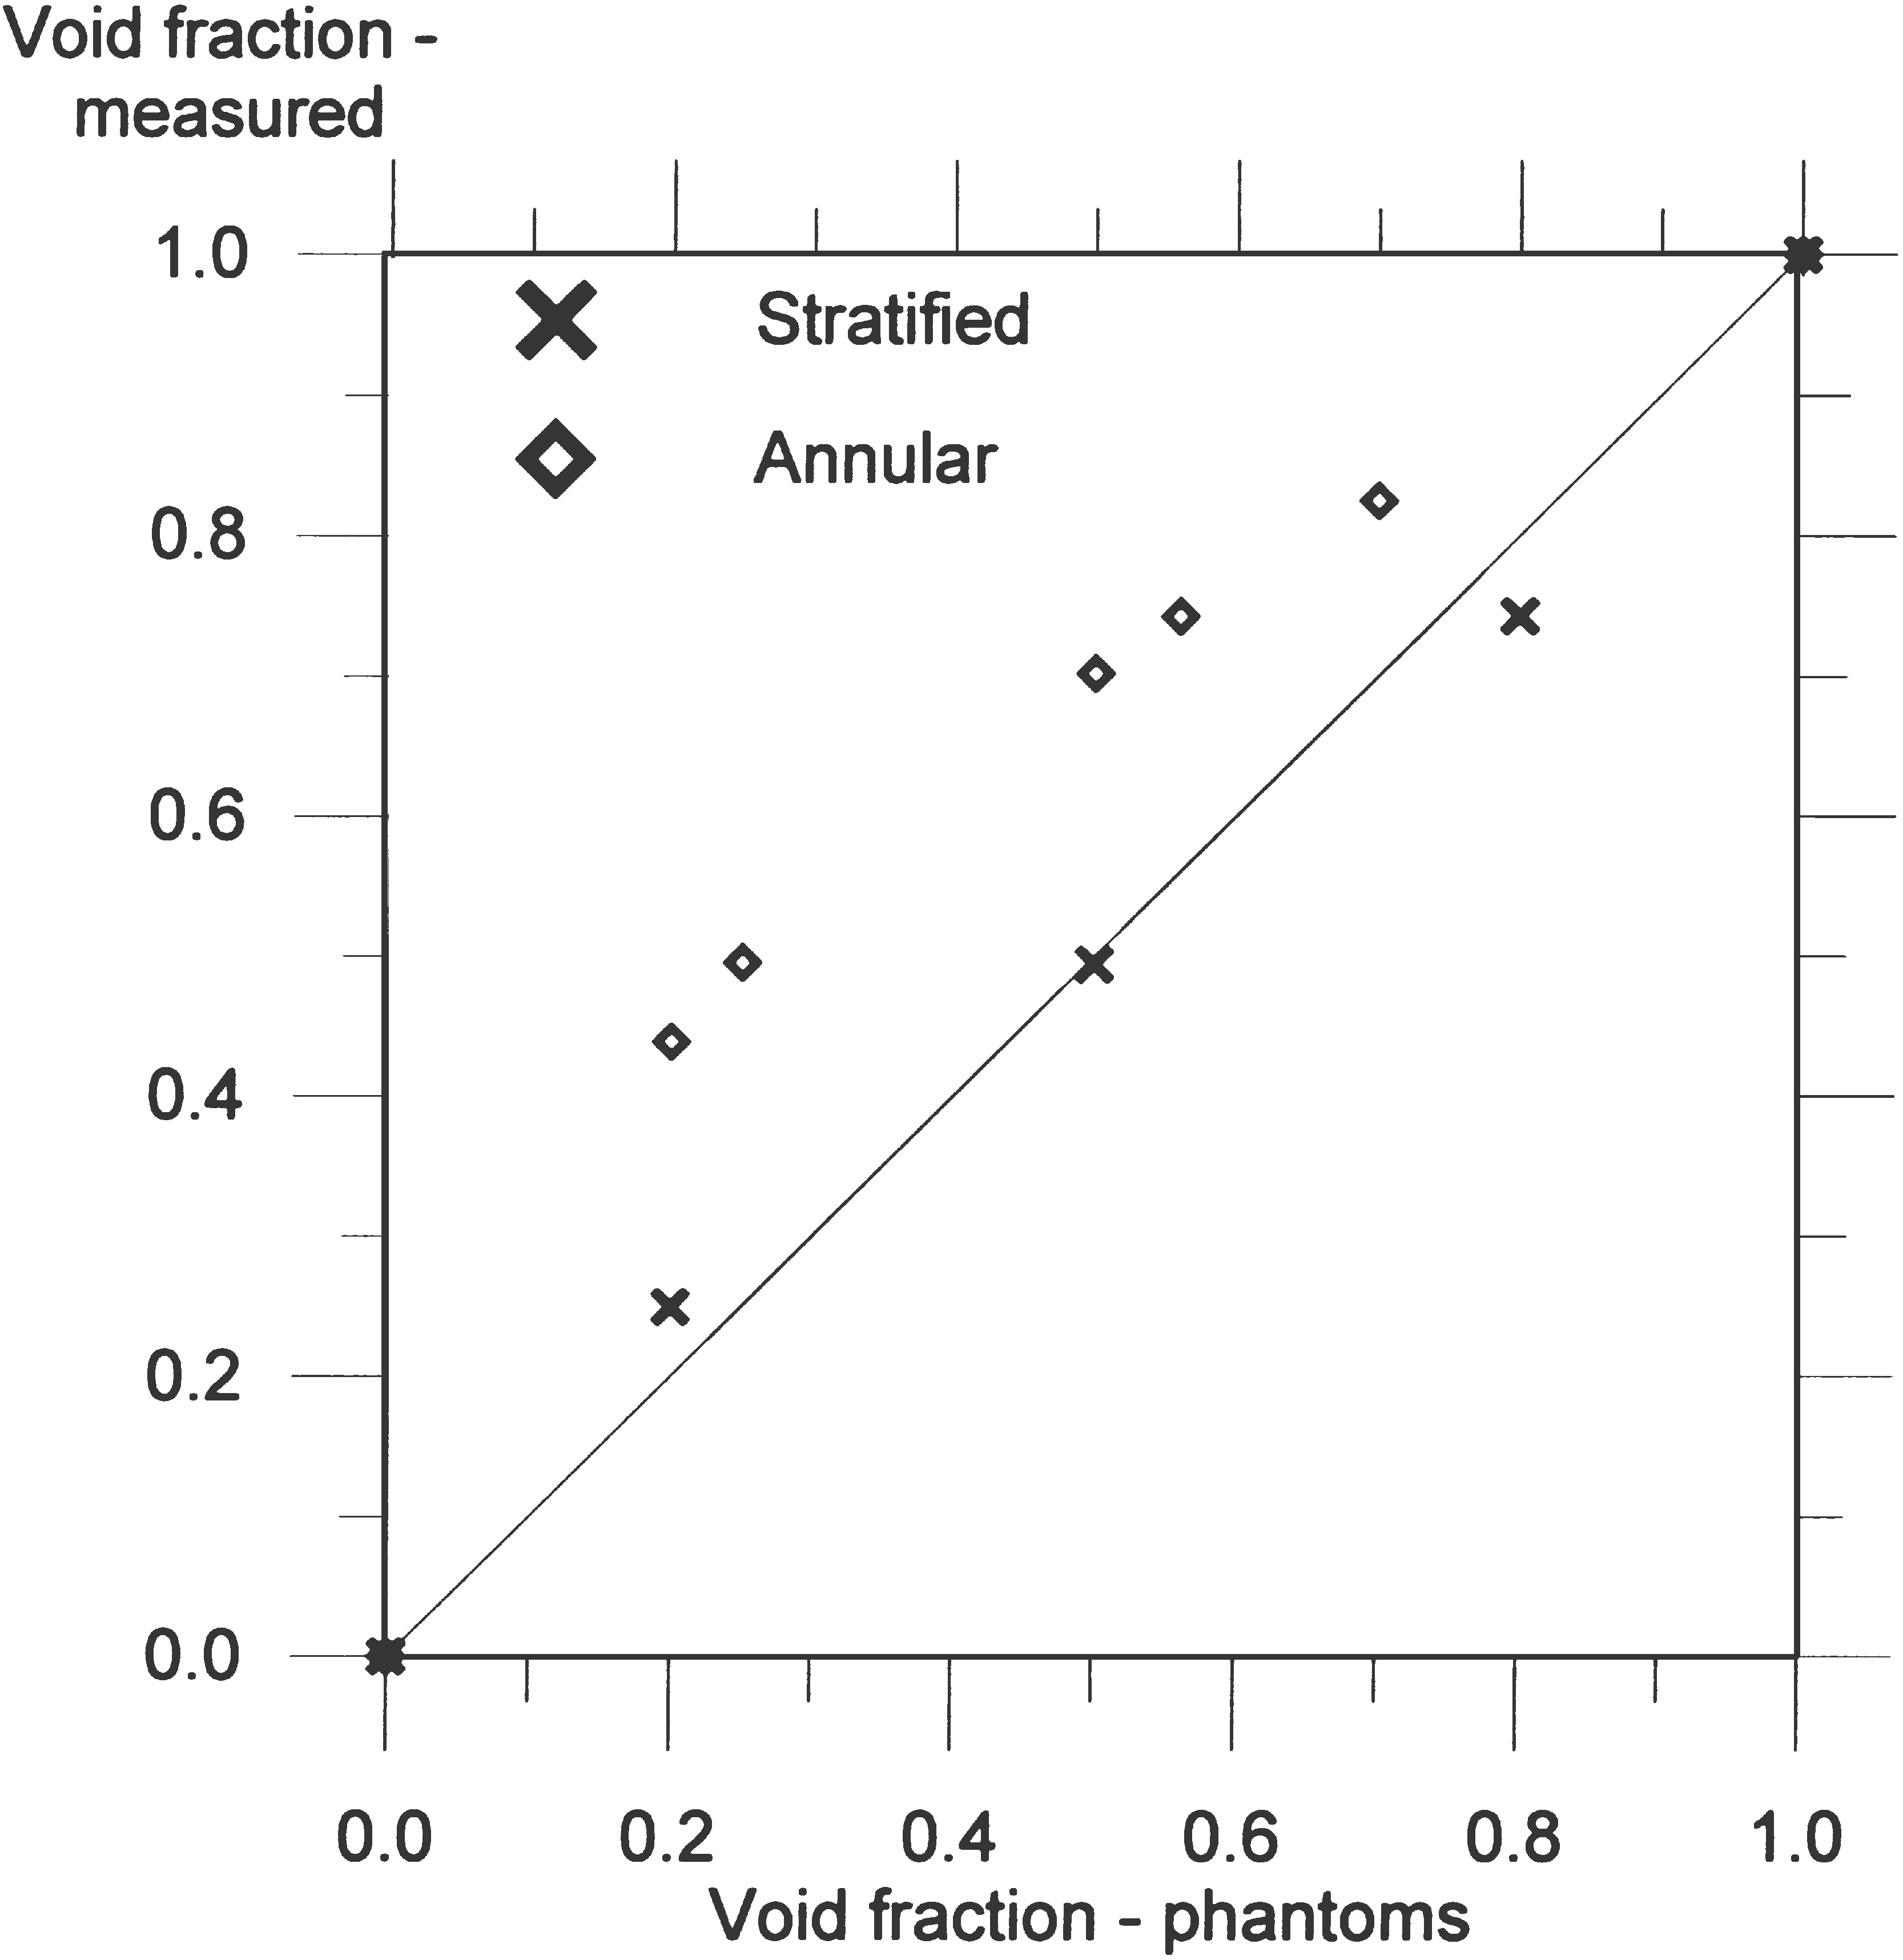 Void fraction -
measured
1.0
Stratified
Annular
0.8
0.6
0.4
0.2
0.0
0.0 0.2 0.4 0.6 0.8 1.0
Void fraction - phantoms